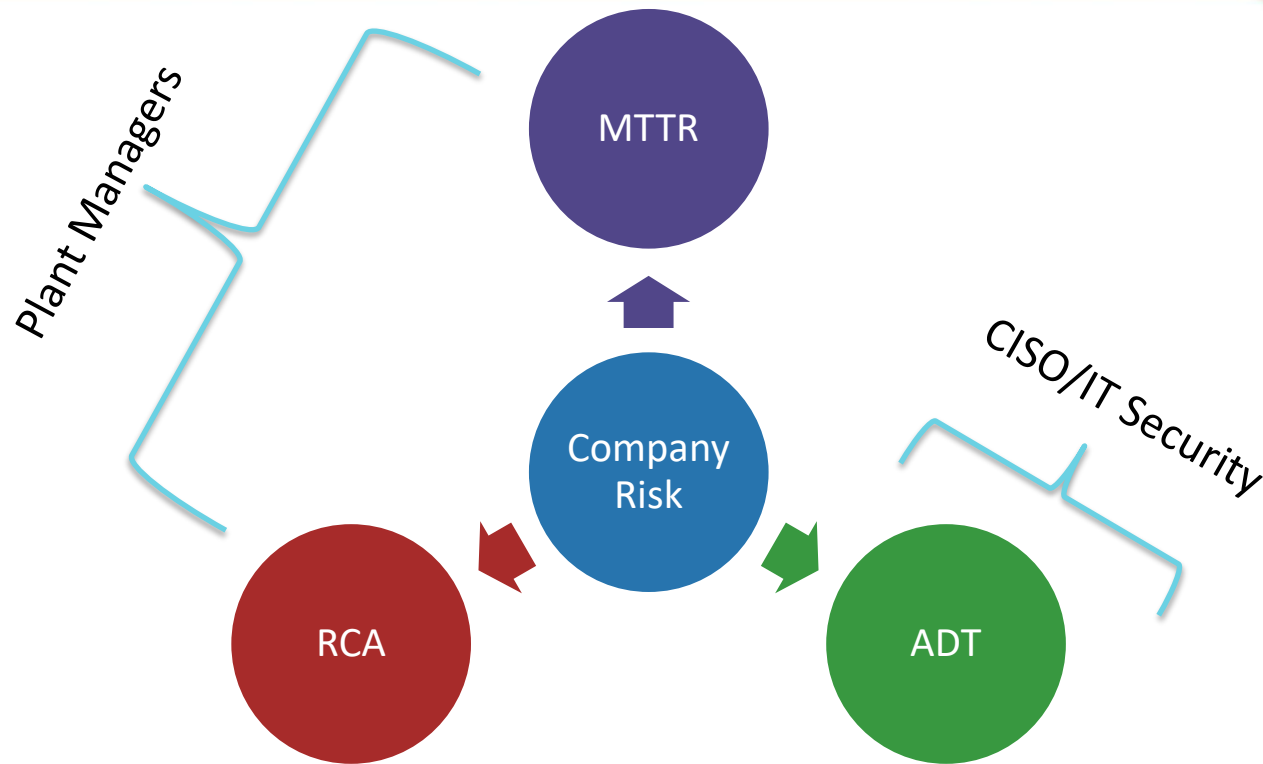 MTTR
Plant Managers
CISO/IT Security
Company
Risk
RCA
ADT